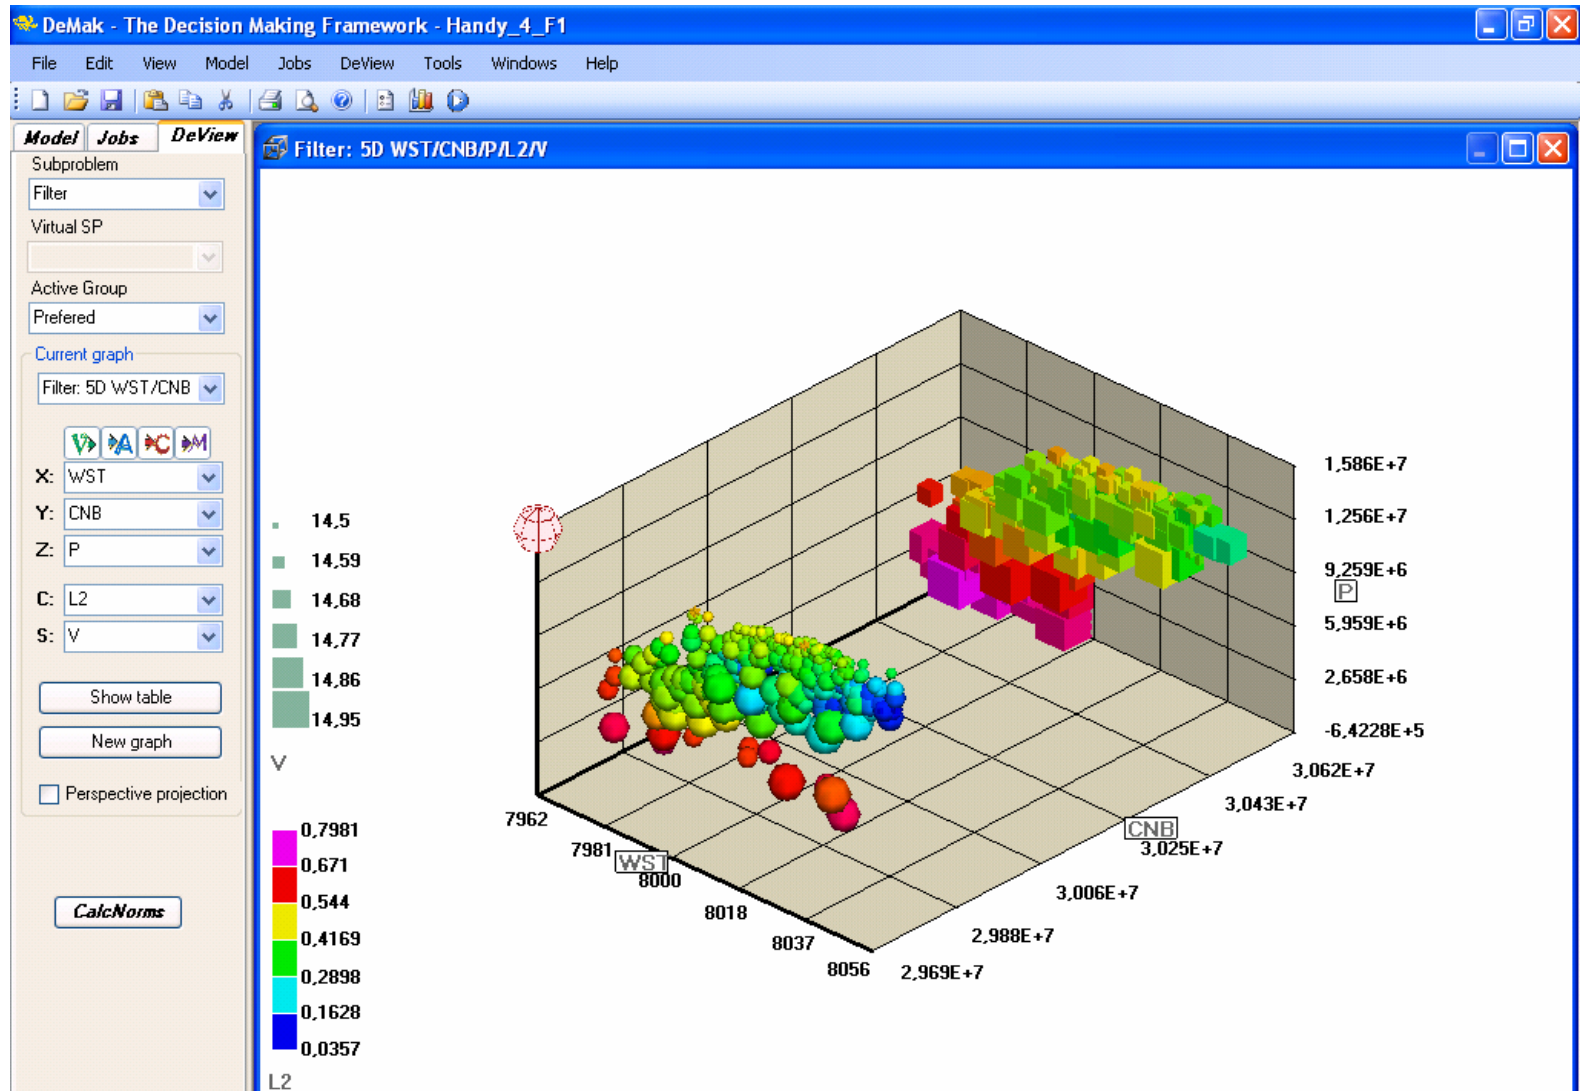 DeMak - The Decision Making Framework - Handy_4_F1
File Edit View Model Jobs DeView Tools Windows Help
Model Jobs DeView
Subproblem
Filter
Virtual SP
Active Group
Prefered
Current graph
Filter: 5D WST/CNB
V A C M
X: WST
Y: CNB
Z: P
C: L2
S: V
Show table
New graph
Perspective projection
CalcNorms
Filter: 5D WST/CNB/P/L2/V
14,5
14,59
14,68
14,77
14,86
14,95
V
0,7981
0,671
0,544
0,4169
0,2898
0,1628
0,0357
L2
7962
7981
WST
8000
8018
8037
8056
2,969E+7
2,988E+7
3,006E+7
CNB
3,025E+7
3,043E+7
3,062E+7
1,586E+7
1,256E+7
9,259E+6
P
5,959E+6
2,658E+6
-6,4228E+5